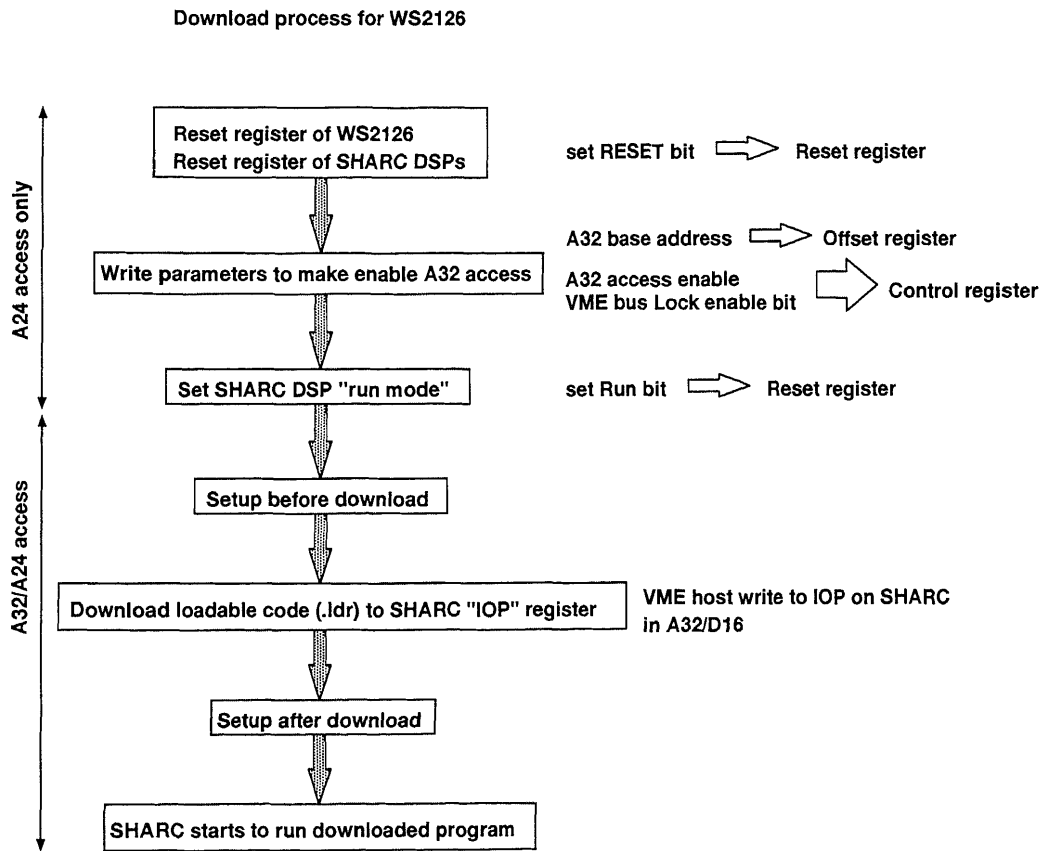 Download process for WS2126
A24 access only
Reset register of WS2126
Reset register of SHARC DSPs
set RESET bit
Reset register
Write parameters to make enable A32 access
A32 base address
Offset register
A32 access enable
VME bus Lock enable bit
Control register
Set SHARC DSP "run mode"
set Run bit
Reset register
A32/A24 access
Setup before download
Download loadable code (.ldr) to SHARC "IOP" register
VME host write to IOP on SHARC
in A32/D16
Setup after download
SHARC starts to run downloaded program